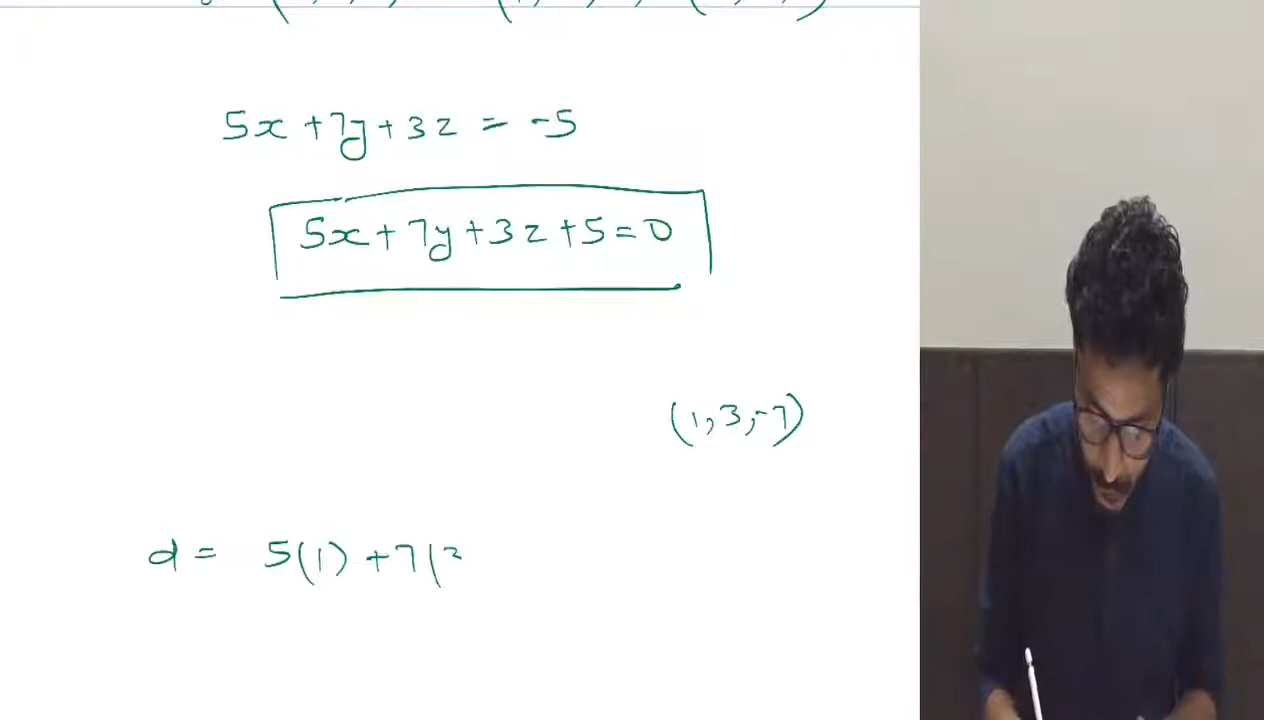 5x + 7y + 3z = -5
5x + 7y + 3z + 5 = 0
(1, 3, -7)
d = 5(1) + 7(3